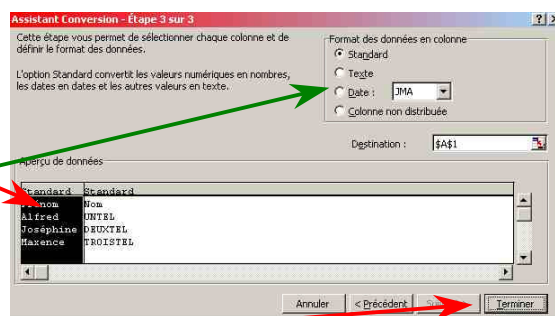 Assistant Conversion - Étape 3 sur 3
Cette étape vous permet de sélectionner chaque colonne et de
définir le format des données.
L'option Standard convertit les valeurs numériques en nombres,
les dates en dates et les autres valeurs en texte.
Format des données en colonne
Standard
Texte
Date : JMA
Colonne non distribuée
Destination : $A$1
Aperçu de données
Standard Standard
Prénom Nom
Alfred UNTEL
Joséphine DEUXTEL
Maxence TROISTEL
Annuler < Précédent Terminer